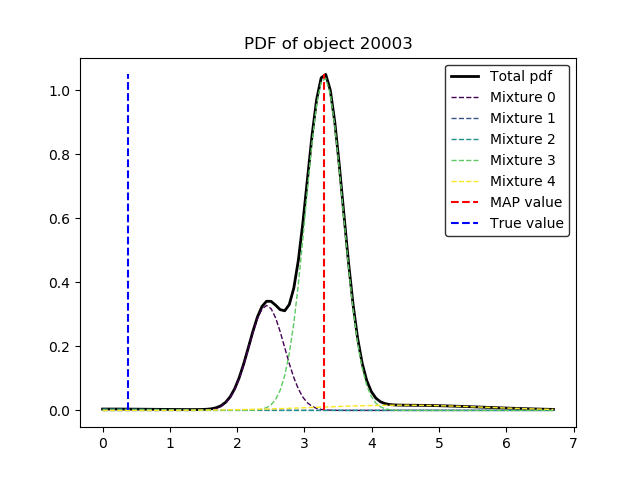 PDF of object 20003
Total pdf
Mixture 0
Mixture 1
Mixture 2
Mixture 3
Mixture 4
MAP value
True value
1.0
0.8
0.6
0.4
0.2
0.0
0 1 2 3 4 5 6 7